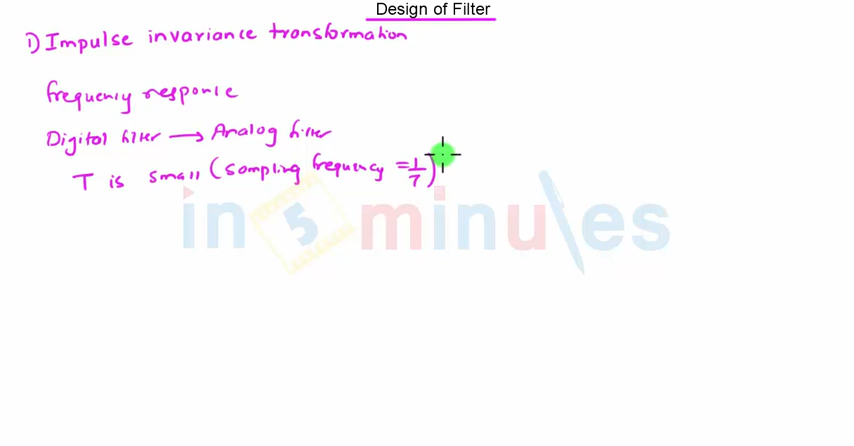 Design of Filter
1) Impulse invariance transformation
frequency response
Digital filter → Analog filter
T is small (sampling frequency = 1/T)
in 5 minutes